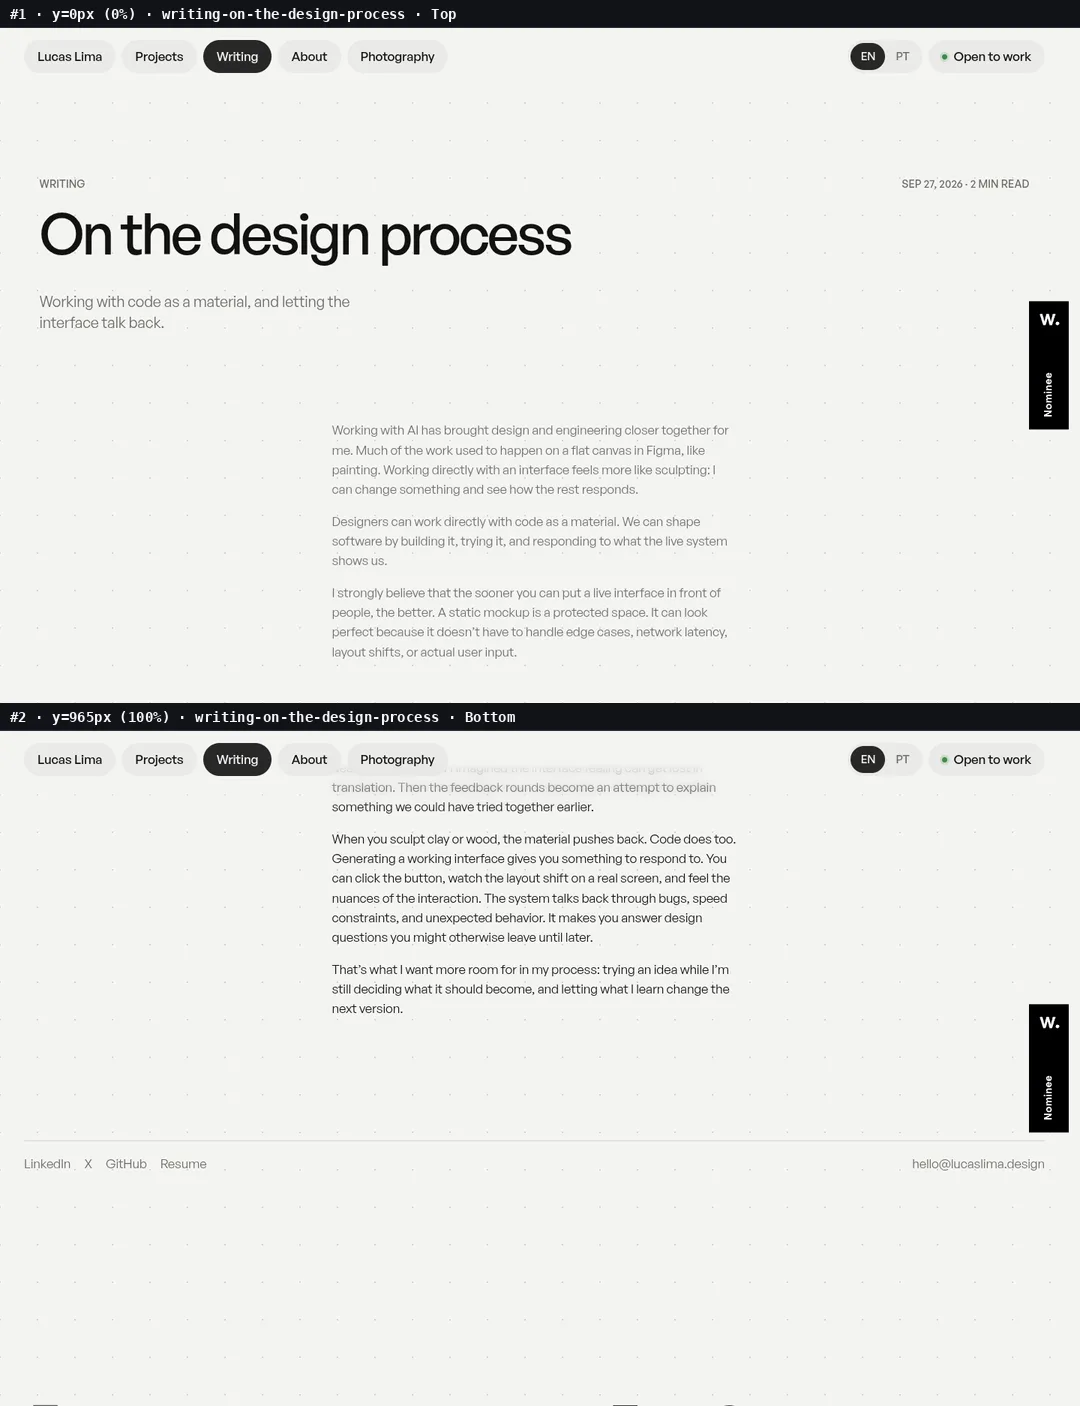 #1 · y=0px (0%) · writing-on-the-design-process · Top
Lucas Lima Projects Writing About Photography EN PT Open to work
WRITING SEP 27, 2026 · 2 MIN READ
On the design process
Working with code as a material, and letting the
interface talk back.
W.
Nominee
Working with AI has brought design and engineering closer together for
me. Much of the work used to happen on a flat canvas in Figma, like
painting. Working directly with an interface feels more like sculpting: I
can change something and see how the rest responds.
Designers can work directly with code as a material. We can shape
software by building it, trying it, and responding to what the live system
shows us.
I strongly believe that the sooner you can put a live interface in front of
people, the better. A static mockup is a protected space. It can look
perfect because it doesn’t have to handle edge cases, network latency,
layout shifts, or actual user input.
#2 · y=965px (100%) · writing-on-the-design-process · Bottom
Lucas Lima Projects Writing About Photography EN PT Open to work
I imagined the interface feeling can get lost in
translation. Then the feedback rounds become an attempt to explain
something we could have tried together earlier.
When you sculpt clay or wood, the material pushes back. Code does too.
Generating a working interface gives you something to respond to. You
can click the button, watch the layout shift on a real screen, and feel the
nuances of the interaction. The system talks back through bugs, speed
constraints, and unexpected behavior. It makes you answer design
questions you might otherwise leave until later.
That’s what I want more room for in my process: trying an idea while I’m
still deciding what it should become, and letting what I learn change the
next version.
W.
Nominee
LinkedIn X GitHub Resume hello@lucaslima.design